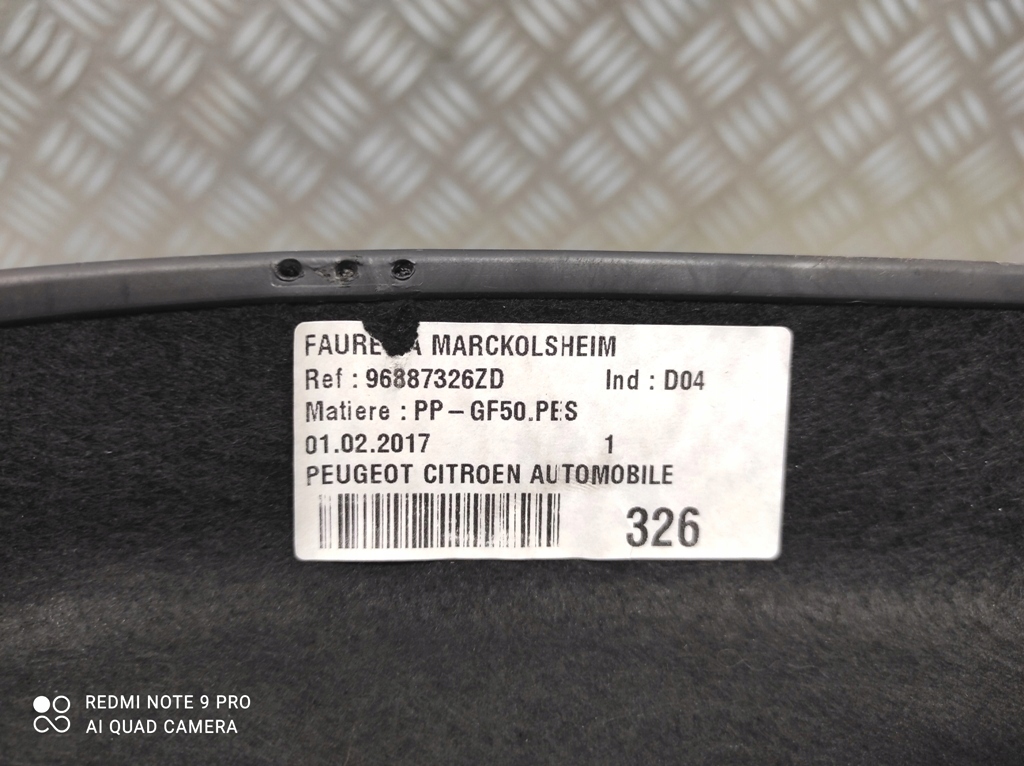 FAURE A MARCKOLSHEIM
Ref : 96887326ZD Ind : D04
Matiere : PP – GF50.PES
01.02.2017 1
PEUGEOT CITROEN AUTOMOBILE
326
REDMI NOTE 9 PRO
AI QUAD CAMERA